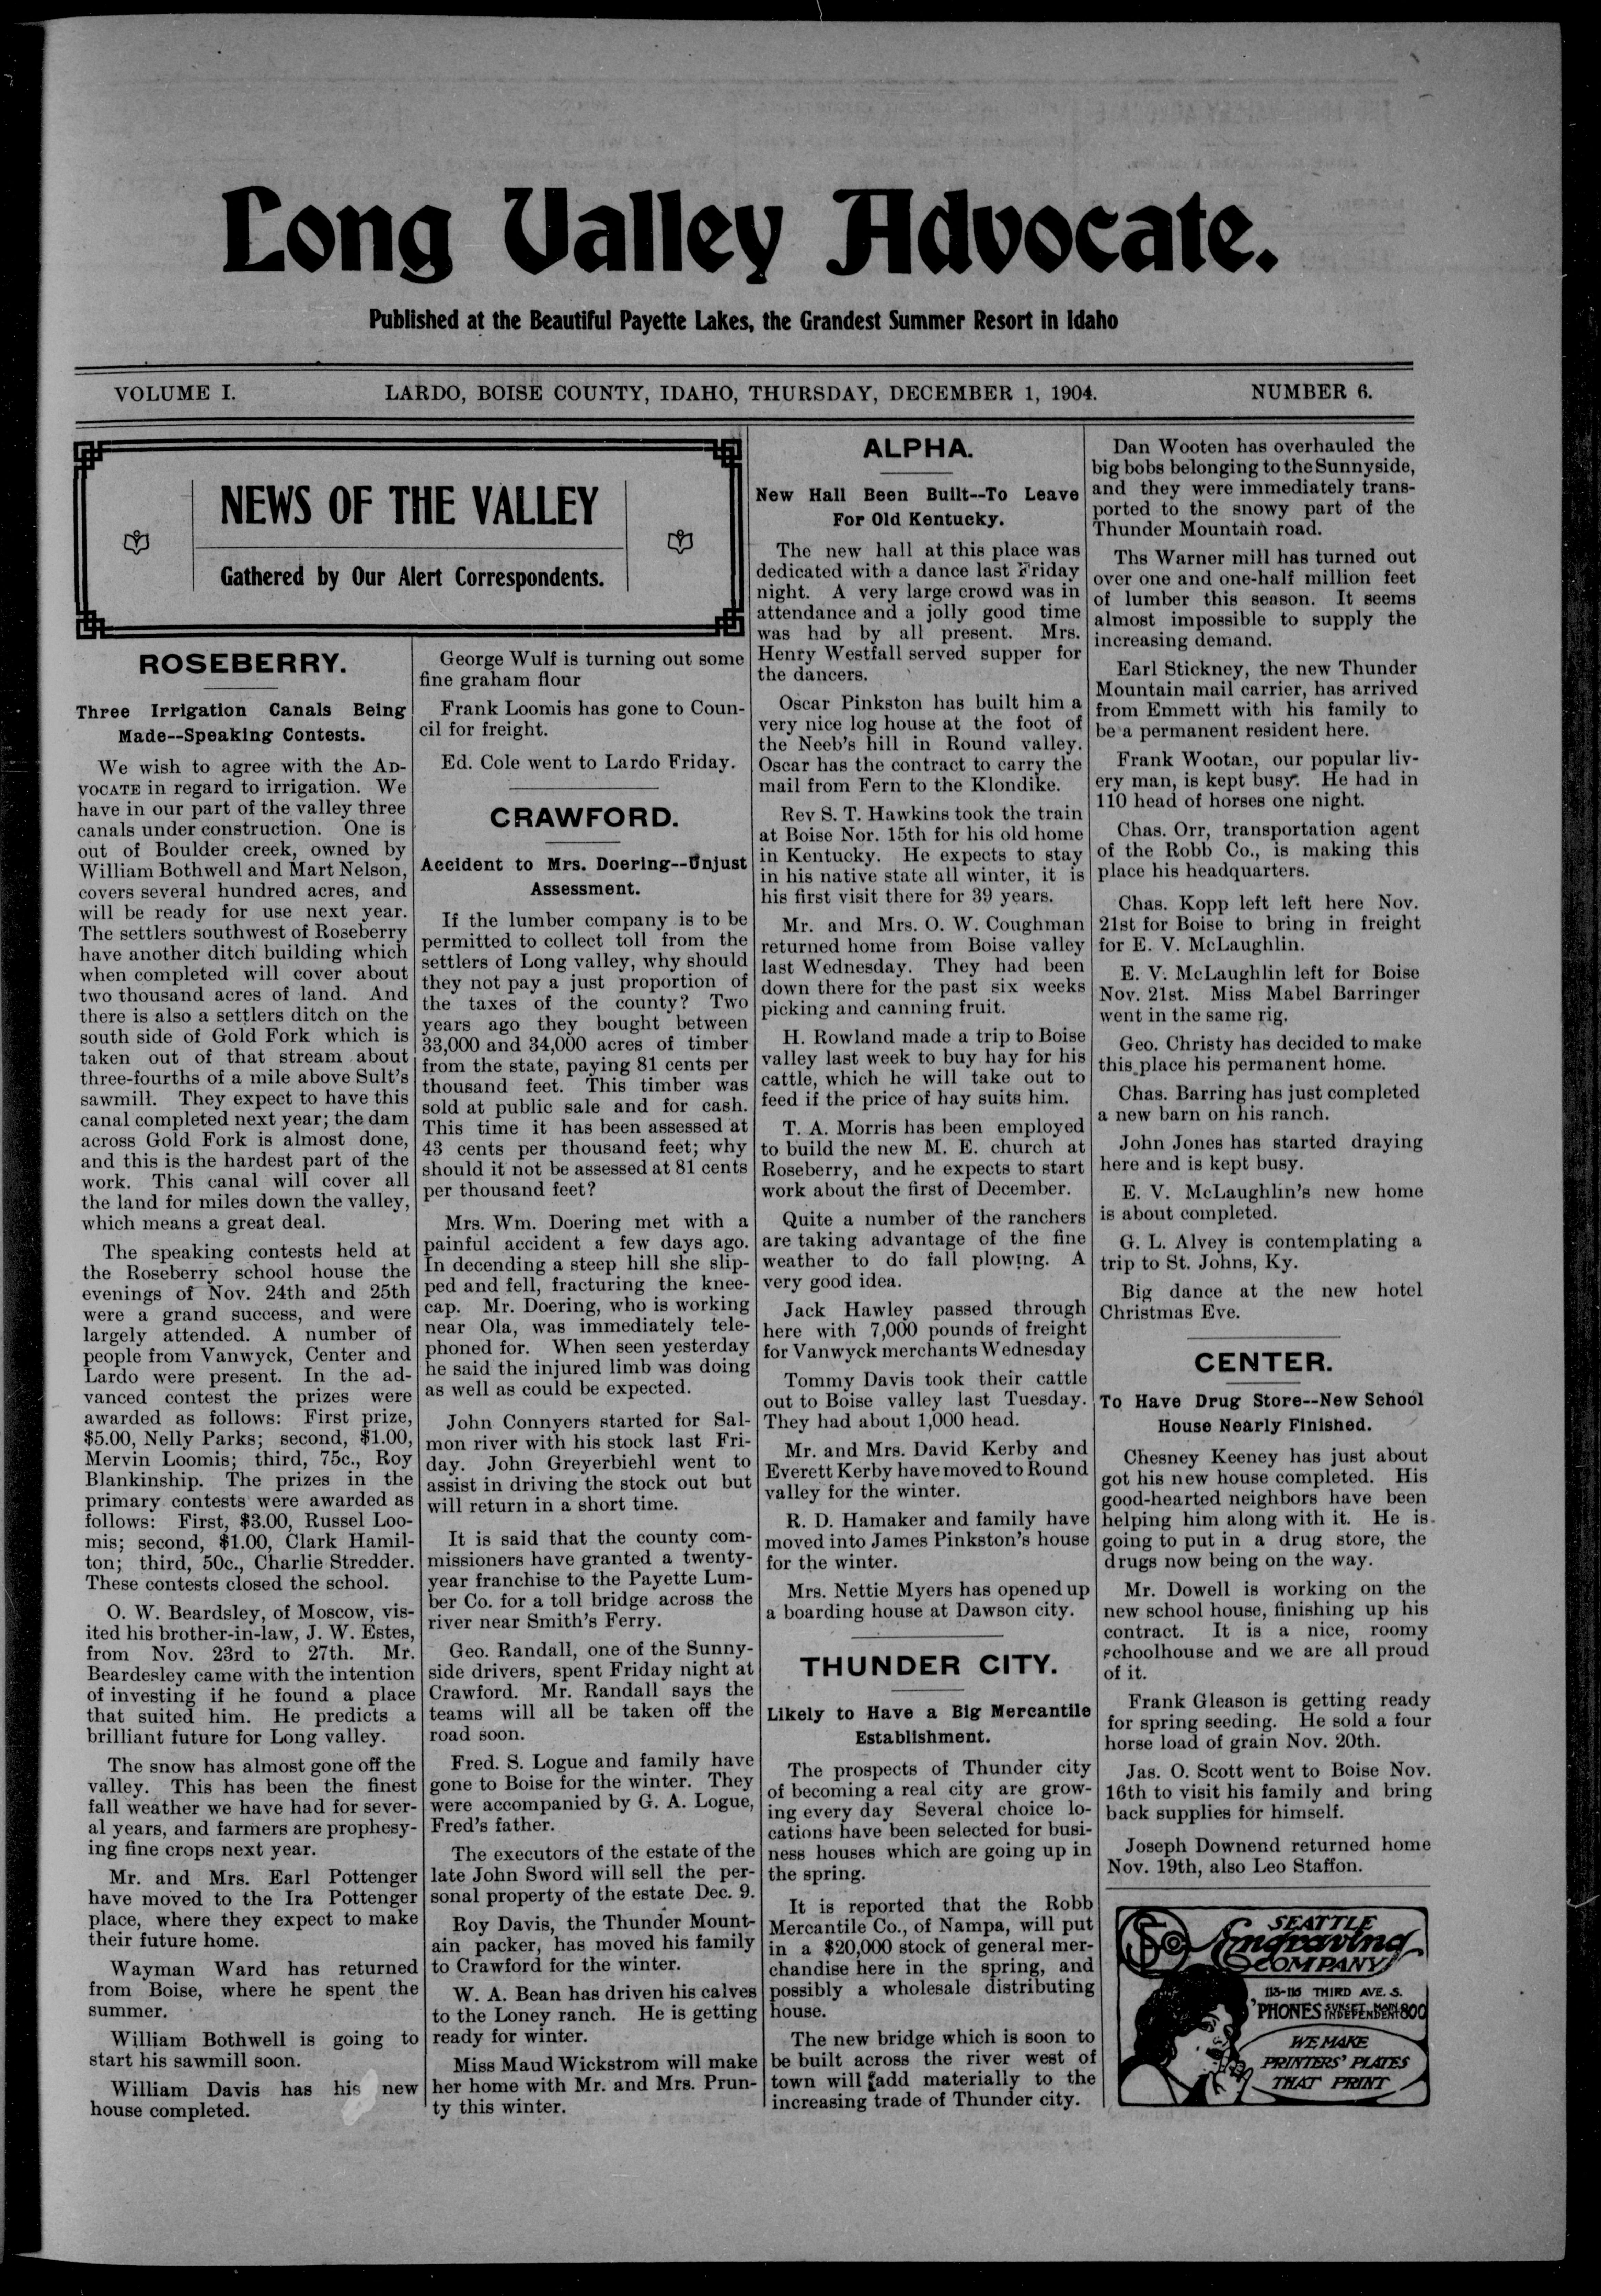 Long Valley Advocate.
Published at the Beautiful Payette Lakes, the Grandest Summer Resort in Idaho
VOLUME I. LARDO, BOISE COUNTY, IDAHO, THURSDAY, DECEMBER 1, 1904. NUMBER 6.
NEWS OF THE VALLEY
Gathered by Our Alert Correspondents.
ROSEBERRY.
Three Irrigation Canals Being
Made--Speaking Contests.
We wish to agree with the AD-
VOCATE in regard to irrigation. We
have in our part of the valley three
canals under construction. One is
out of Boulder creek, owned by
William Bothwell and Mart Nelson,
covers several hundred acres, and
will be ready for use next year.
The settlers southwest of Roseberry
have another ditch building which
when completed will cover about
two thousand acres of land. And
there is also a settlers ditch on the
south side of Gold Fork which is
taken out of that stream about
three-fourths of a mile above Sult's
sawmill. They expect to have this
canal completed next year; the dam
across Gold Fork is almost done,
and this is the hardest part of the
work. This canal will cover all
the land for miles down the valley,
which means a great deal.
The speaking contests held at
the Roseberry school house the
evenings of Nov. 24th and 25th
were a grand success, and were
largely attended. A number of
people from Vanwyck, Center and
Lardo were present. In the ad-
vanced contest the prizes were
awarded as follows: First prize,
$5.00, Nelly Parks; second, $1.00,
Mervin Loomis; third, 75c., Roy
Blankinship. The prizes in the
primary contests were awarded as
follows: First, $3.00, Russel Loo-
mis; second, $1.00, Clark Hamil-
ton; third, 50c., Charlie Stredder.
These contests closed the school.
O. W. Beardsley, of Moscow, vis-
ited his brother-in-law, J. W. Estes,
from Nov. 23rd to 27th. Mr.
Beardesley came with the intention
of investing if he found a place
that suited him. He predicts a
brilliant future for Long valley.
The snow has almost gone off the
valley. This has been the finest
fall weather we have had for sever-
al years, and farmers are prophesy-
ing fine crops next year.
Mr. and Mrs. Earl Pottenger
have moved to the Ira Pottenger
place, where they expect to make
their future home.
Wayman Ward has returned
from Boise, where he spent the
summer.
William Bothwell is going to
start his sawmill soon.
William Davis has his new
house completed.
George Wulf is turning out some
fine graham flour
Frank Loomis has gone to Coun-
cil for freight.
Ed. Cole went to Lardo Friday.
CRAWFORD.
Accident to Mrs. Doering--Unjust
Assessment.
If the lumber company is to be
permitted to collect toll from the
settlers of Long valley, why should
they not pay a just proportion of
the taxes of the county? Two
years ago they bought between
33,000 and 34,000 acres of timber
from the state, paying 81 cents per
thousand feet. This timber was
sold at public sale and for cash.
This time it has been assessed at
43 cents per thousand feet; why
should it not be assessed at 81 cents
per thousand feet?
Mrs. Wm. Doering met with a
painful accident a few days ago.
In decending a steep hill she slip-
ped and fell, fracturing the knee-
cap. Mr. Doering, who is working
near Ola, was immediately tele-
phoned for. When seen yesterday
he said the injured limb was doing
as well as could be expected.
John Connyers started for Sal-
mon river with his stock last Fri-
day. John Greyerbiehl went to
assist in driving the stock out but
will return in a short time.
It is said that the county com-
missioners have granted a twenty-
year franchise to the Payette Lum-
ber Co. for a toll bridge across the
river near Smith's Ferry.
Geo. Randall, one of the Sunny-
side drivers, spent Friday night at
Crawford. Mr. Randall says the
teams will all be taken off the
road soon.
Fred. S. Logue and family have
gone to Boise for the winter. They
were accompanied by G. A. Logue,
Fred's father.
The executors of the estate of the
late John Sword will sell the per-
sonal property of the estate Dec. 9.
Roy Davis, the Thunder Mount-
ain packer, has moved his family
to Crawford for the winter.
W. A. Bean has driven his calves
to the Loney ranch. He is getting
ready for winter.
Miss Maud Wickstrom will make
her home with Mr. and Mrs. Prun-
ty this winter.
ALPHA.
New Hall Been Built--To Leave
For Old Kentucky.
The new hall at this place was
dedicated with a dance last Friday
night. A very large crowd was in
attendance and a jolly good time
was had by all present. Mrs.
Henry Westfall served supper for
the dancers.
Oscar Pinkston has built him a
very nice log house at the foot of
the Neeb's hill in Round valley.
Oscar has the contract to carry the
mail from Fern to the Klondike.
Rev S. T. Hawkins took the train
at Boise Nor. 15th for his old home
in Kentucky. He expects to stay
in his native state all winter, it is
his first visit there for 39 years.
Mr. and Mrs. O. W. Coughman
returned home from Boise valley
last Wednesday. They had been
down there for the past six weeks
picking and canning fruit.
H. Rowland made a trip to Boise
valley last week to buy hay for his
cattle, which he will take out to
feed if the price of hay suits him.
T. A. Morris has been employed
to build the new M. E. church at
Roseberry, and he expects to start
work about the first of December.
Quite a number of the ranchers
are taking advantage of the fine
weather to do fall plowing. A
very good idea.
Jack Hawley passed through
here with 7,000 pounds of freight
for Vanwyck merchants Wednesday
Tommy Davis took their cattle
out to Boise valley last Tuesday.
They had about 1,000 head.
Mr. and Mrs. David Kerby and
Everett Kerby have moved to Round
valley for the winter.
R. D. Hamaker and family have
moved into James Pinkston's house
for the winter.
Mrs. Nettie Myers has opened up
a boarding house at Dawson city.
THUNDER CITY.
Likely to Have a Big Mercantile
Establishment.
The prospects of Thunder city
of becoming a real city are grow-
ing every day Several choice lo-
cations have been selected for busi-
ness houses which are going up in
the spring.
It is reported that the Robb
Mercantile Co., of Nampa, will put
in a $20,000 stock of general mer-
chandise here in the spring, and
possibly a wholesale distributing
house.
The new bridge which is soon to
be built across the river west of
town will add materially to the
increasing trade of Thunder city.
Dan Wooten has overhauled the
big bobs belonging to the Sunnyside,
and they were immediately trans-
ported to the snowy part of the
Thunder Mountain road.
Ths Warner mill has turned out
over one and one-half million feet
of lumber this season. It seems
almost impossible to supply the
increasing demand.
Earl Stickney, the new Thunder
Mountain mail carrier, has arrived
from Emmett with his family to
be a permanent resident here.
Frank Wootan, our popular liv-
ery man, is kept busy. He had in
110 head of horses one night.
Chas. Orr, transportation agent
of the Robb Co., is making this
place his headquarters.
Chas. Kopp left left here Nov.
21st for Boise to bring in freight
for E. V. McLaughlin.
E. V. McLaughlin left for Boise
Nov. 21st. Miss Mabel Barringer
went in the same rig.
Geo. Christy has decided to make
this place his permanent home.
Chas. Barring has just completed
a new barn on his ranch.
John Jones has started draying
here and is kept busy.
E. V. McLaughlin's new home
is about completed.
G. L. Alvey is contemplating a
trip to St. Johns, Ky.
Big dance at the new hotel
Christmas Eve.
CENTER.
To Have Drug Store--New School
House Nearly Finished.
Chesney Keeney has just about
got his new house completed. His
good-hearted neighbors have been
helping him along with it. He is
going to put in a drug store, the
drugs now being on the way.
Mr. Dowell is working on the
new school house, finishing up his
contract. It is a nice, roomy
schoolhouse and we are all proud
of it.
Frank Gleason is getting ready
for spring seeding. He sold a four
horse load of grain Nov. 20th.
Jas. O. Scott went to Boise Nov.
16th to visit his family and bring
back supplies for himself.
Joseph Downend returned home
Nov. 19th, also Leo Staffon.
SEATTLE
Engraving
COMPANY
113-115 THIRD AVE. S.
'PHONES SUNSET, MAIN INDEPENDENT 800
WE MAKE
PRINTERS' PLATES
THAT PRINT